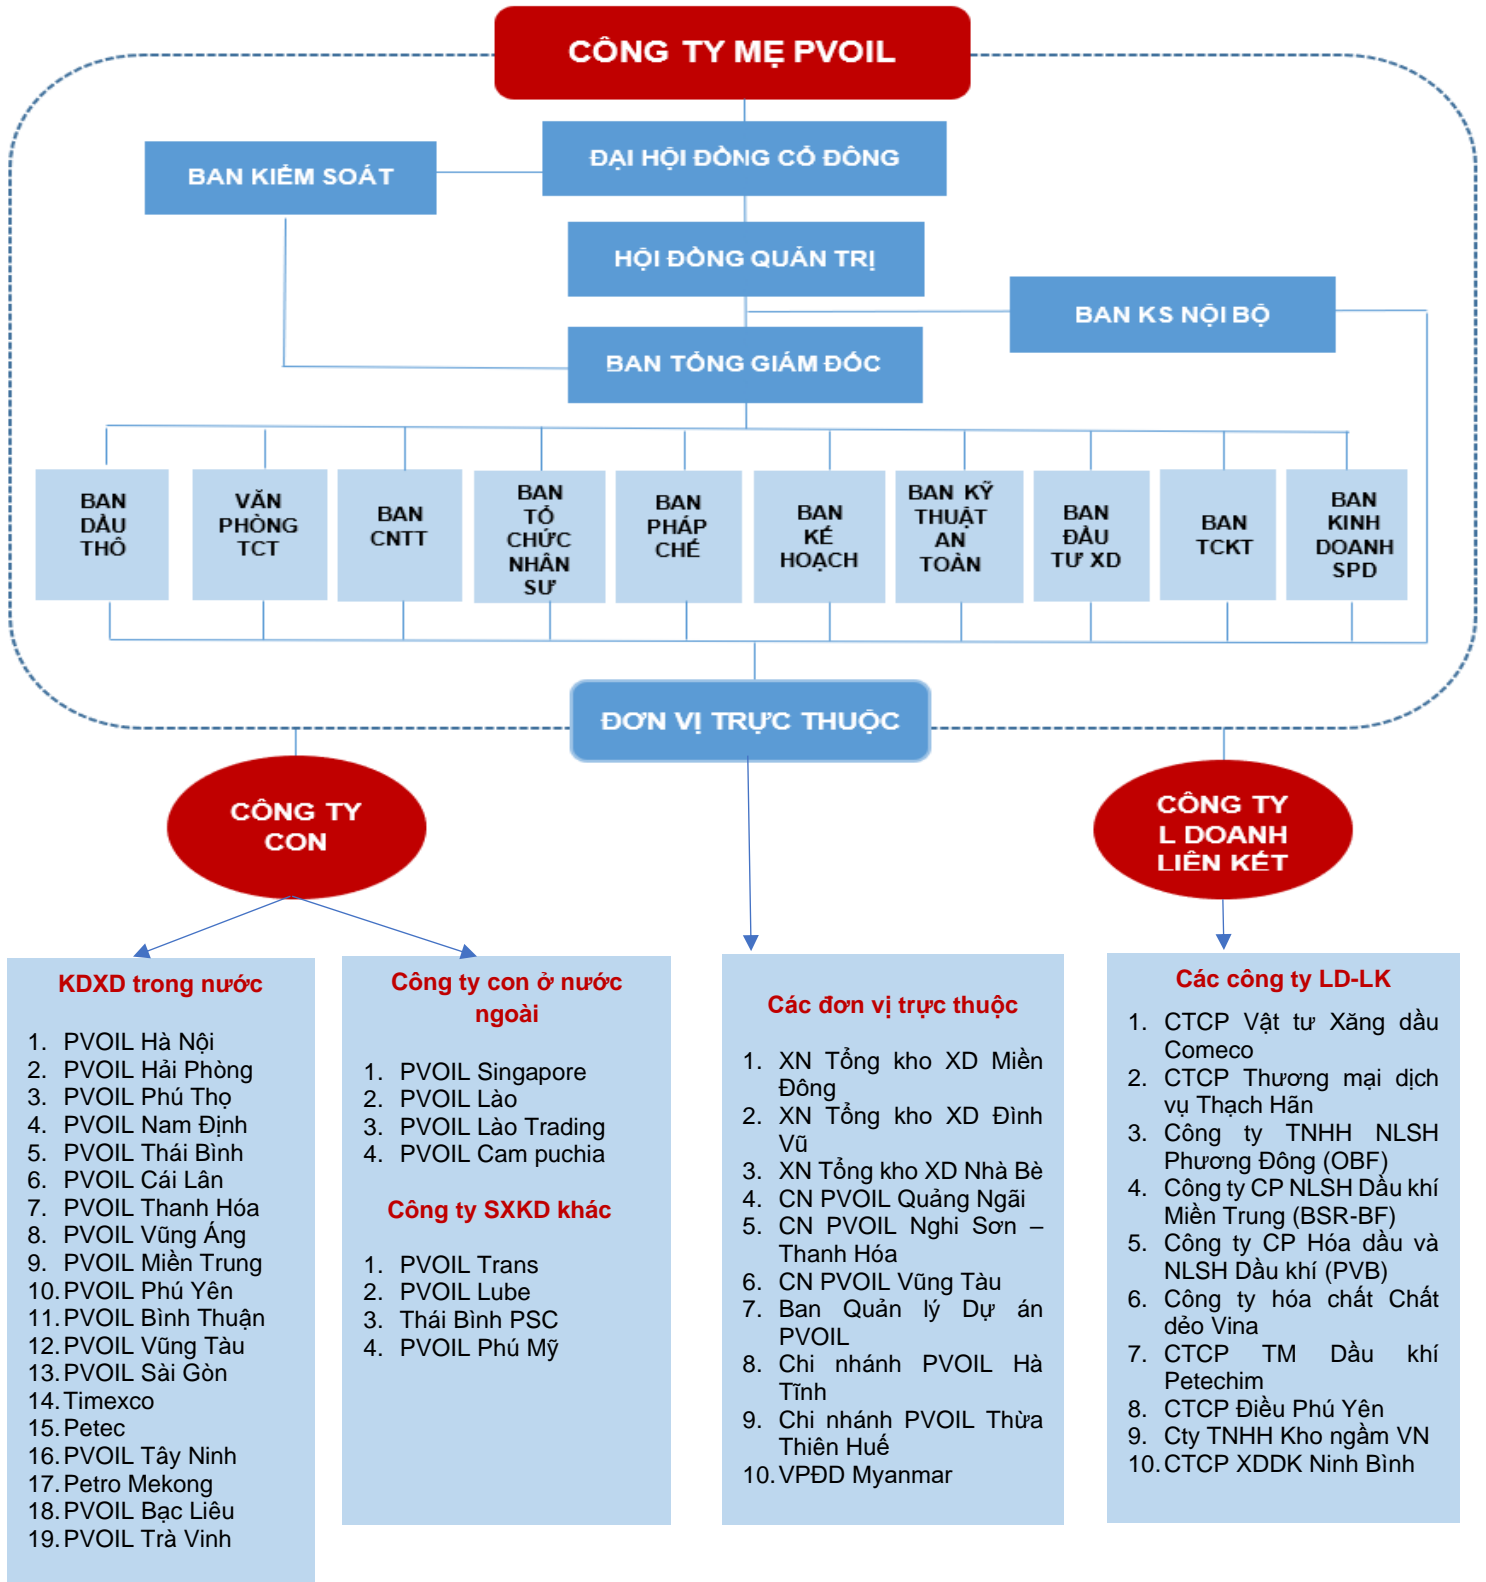 CÔNG TY MẸ PVOIL
ĐẠI HỘI ĐỒNG CỔ ĐÔNG
BAN KIỂM SOÁT
HỘI ĐỒNG QUẢN TRỊ
BAN KS NỘI BỘ
BAN TỔNG GIÁM ĐỐC
BAN
DẦU
THÔ
VĂN
PHÒNG
TCT
BAN
CNTT
BAN
TỔ
CHỨC
NHÂN
SỰ
BAN
PHÁP
CHẾ
BAN
KẾ
HOẠCH
BAN KỸ
THUẬT
AN
TOÀN
BAN
ĐẦU
TƯ XD
BAN
TCKT
BAN
KINH
DOANH
SPD
ĐƠN VỊ TRỰC THUỘC
CÔNG TY
CON
CÔNG TY
L DOANH
LIÊN KẾT
KDXD trong nước
1. PVOIL Hà Nội
2. PVOIL Hải Phòng
3. PVOIL Phú Thọ
4. PVOIL Nam Định
5. PVOIL Thái Bình
6. PVOIL Cái Lân
7. PVOIL Thanh Hóa
8. PVOIL Vũng Áng
9. PVOIL Miền Trung
10. PVOIL Phú Yên
11. PVOIL Bình Thuận
12. PVOIL Vũng Tàu
13. PVOIL Sài Gòn
14. Timexco
15. Petec
16. PVOIL Tây Ninh
17. Petro Mekong
18. PVOIL Bạc Liêu
19. PVOIL Trà Vinh
Công ty con ở nước
ngoài
1. PVOIL Singapore
2. PVOIL Lào
3. PVOIL Lào Trading
4. PVOIL Cam puchia
Công ty SXKD khác
1. PVOIL Trans
2. PVOIL Lube
3. Thái Bình PSC
4. PVOIL Phú Mỹ
Các đơn vị trực thuộc
1. XN Tổng kho XD Miền
Đông
2. XN Tổng kho XD Đình
Vũ
3. XN Tổng kho XD Nhà Bè
4. CN PVOIL Quảng Ngãi
5. CN PVOIL Nghi Sơn –
Thanh Hóa
6. CN PVOIL Vũng Tàu
7. Ban Quản lý Dự án
PVOIL
8. Chi nhánh PVOIL Hà
Tĩnh
9. Chi nhánh PVOIL Thừa
Thiên Huế
10. VPĐD Myanmar
Các công ty LD-LK
1. CTCP Vật tư Xăng dầu
Comeco
2. CTCP Thương mại dịch
vụ Thạch Hãn
3. Công ty TNHH NLSH
Phương Đông (OBF)
4. Công ty CP NLSH Dầu khí
Miền Trung (BSR-BF)
5. Công ty CP Hóa dầu và
NLSH Dầu khí (PVB)
6. Công ty hóa chất Chất
dẻo Vina
7. CTCP TM Dầu khí
Petechim
8. CTCP Điều Phú Yên
9. Cty TNHH Kho ngầm VN
10. CTCP XDDK Ninh Bình